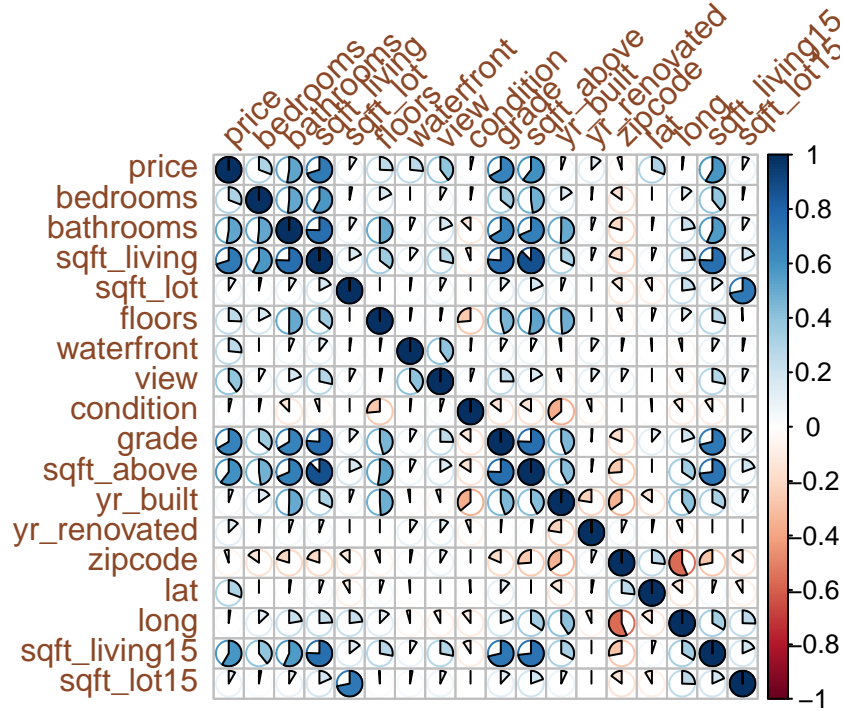 price
bedrooms
bathrooms
sqft_living
sqft_lot
floors
waterfront
view
condition
grade
sqft_above
yr_built
yr_renovated
zipcode
lat
long
sqft_living15
sqft_lot15
price
bedrooms
bathrooms
sqft_living
sqft_lot
floors
waterfront
view
condition
grade
sqft_above
yr_built
yr_renovated
zipcode
lat
long
sqft_living15
sqft_lot15
1
0.8
0.6
0.4
0.2
0
−0.2
−0.4
−0.6
−0.8
−1